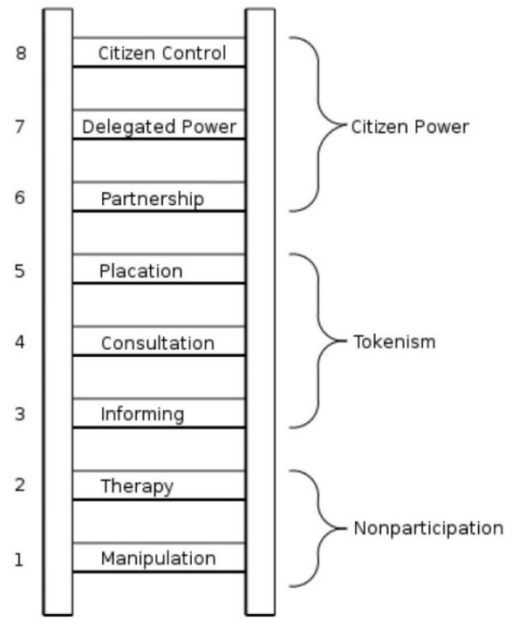 8 Citizen Control
7 Delegated Power Citizen Power
6 Partnership
5 Placation
4 Consultation Tokenism
3 Informing
2 Therapy
Nonparticipation
1 Manipulation